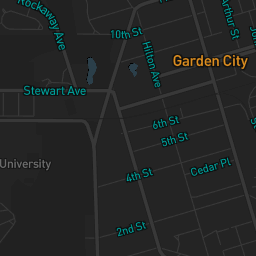 Rockaway Ave
10th St
Arthur St
Hilton Ave
Garden City
Stewart Ave
6th St
5th St
University
Cedar Pl
4th St
2nd St